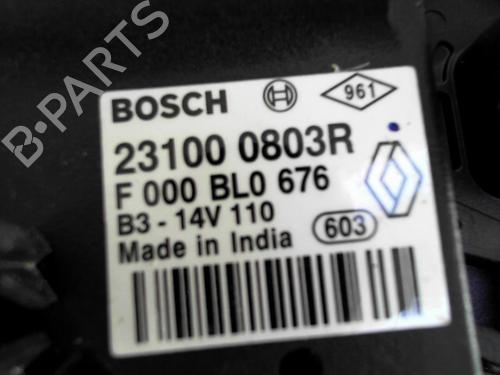 B-PARTS
BOSCH 961
23100 0803R
F 000 BL0 676
B3 - 14V 110
Made in India 603